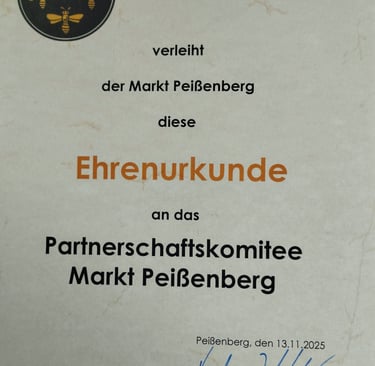 verleiht
der Markt Peißenberg
diese
Ehrenurkunde
an das
Partnerschaftskomitee
Markt Peißenberg
Peißenberg, den 13.11.2025